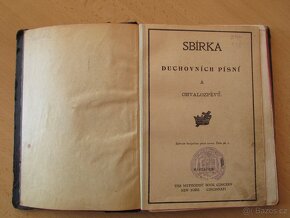 SBÍRKA
DUCHOVNÍCH PÍSNÍ
A
CHVALOZPĚVŮ.
THE METHODIST BOOK CONCERN
NEW YORK CINCINNATI